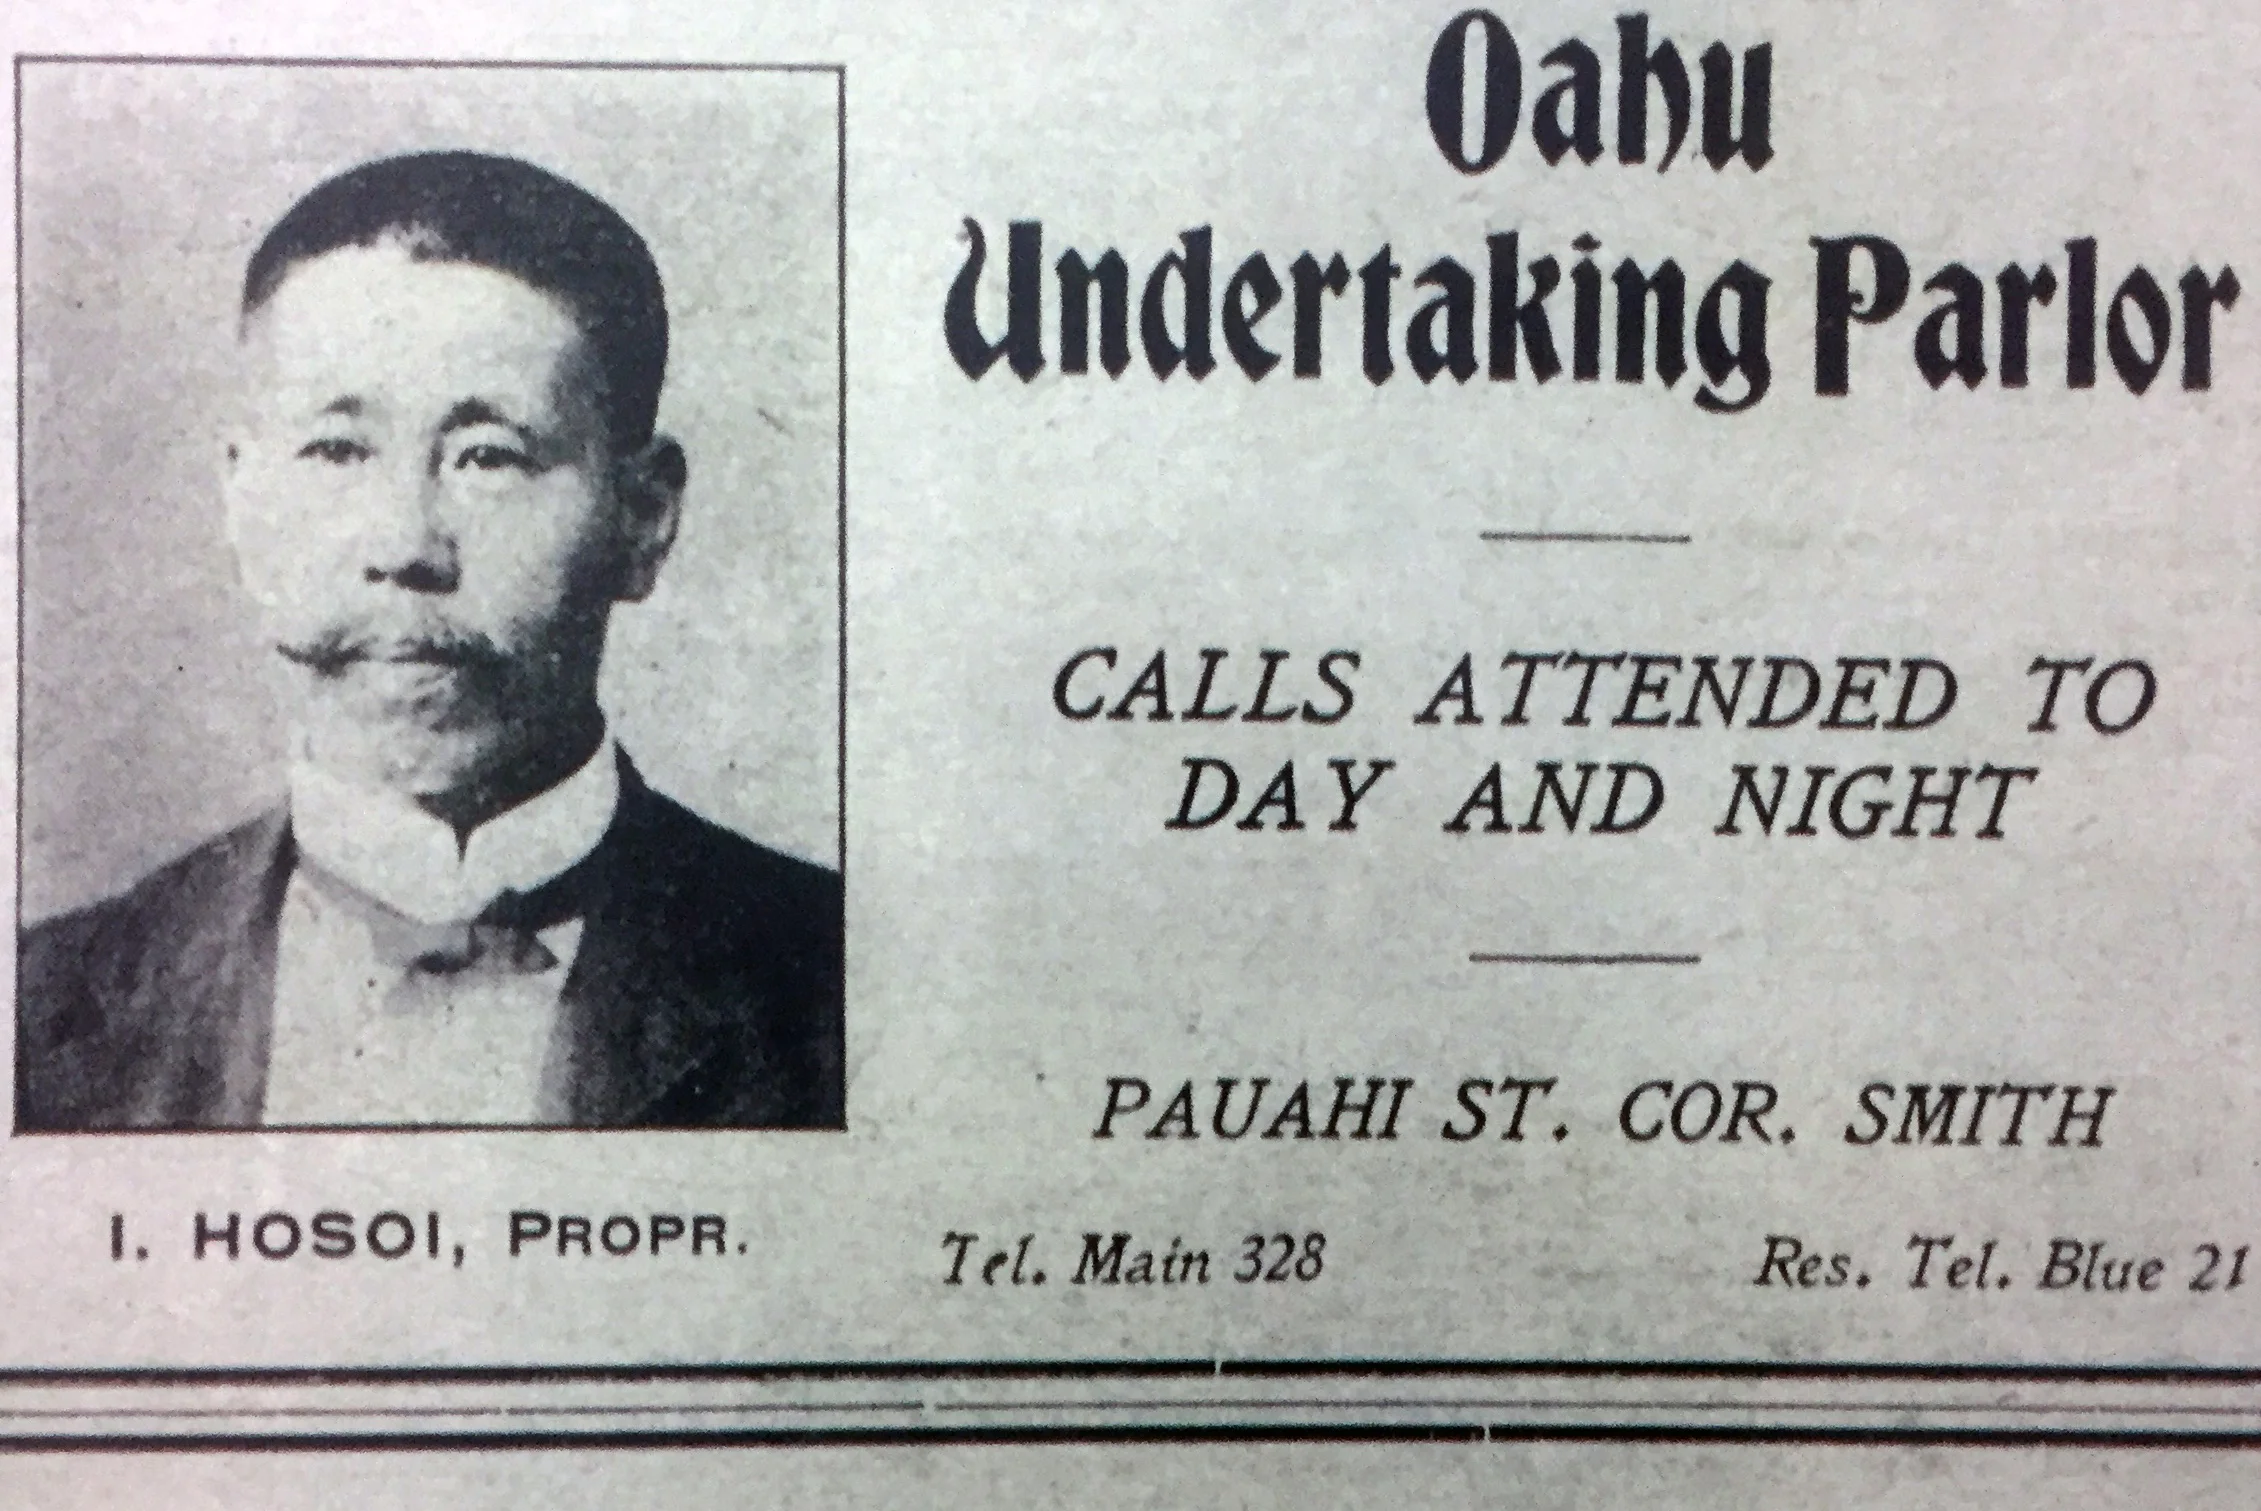 Oahu
Undertaking Parlor
CALLS ATTENDED TO
DAY AND NIGHT
PAUAHI ST. COR. SMITH
I. HOSOI, PROPR.
Tel. Main 328
Res. Tel. Blue 21